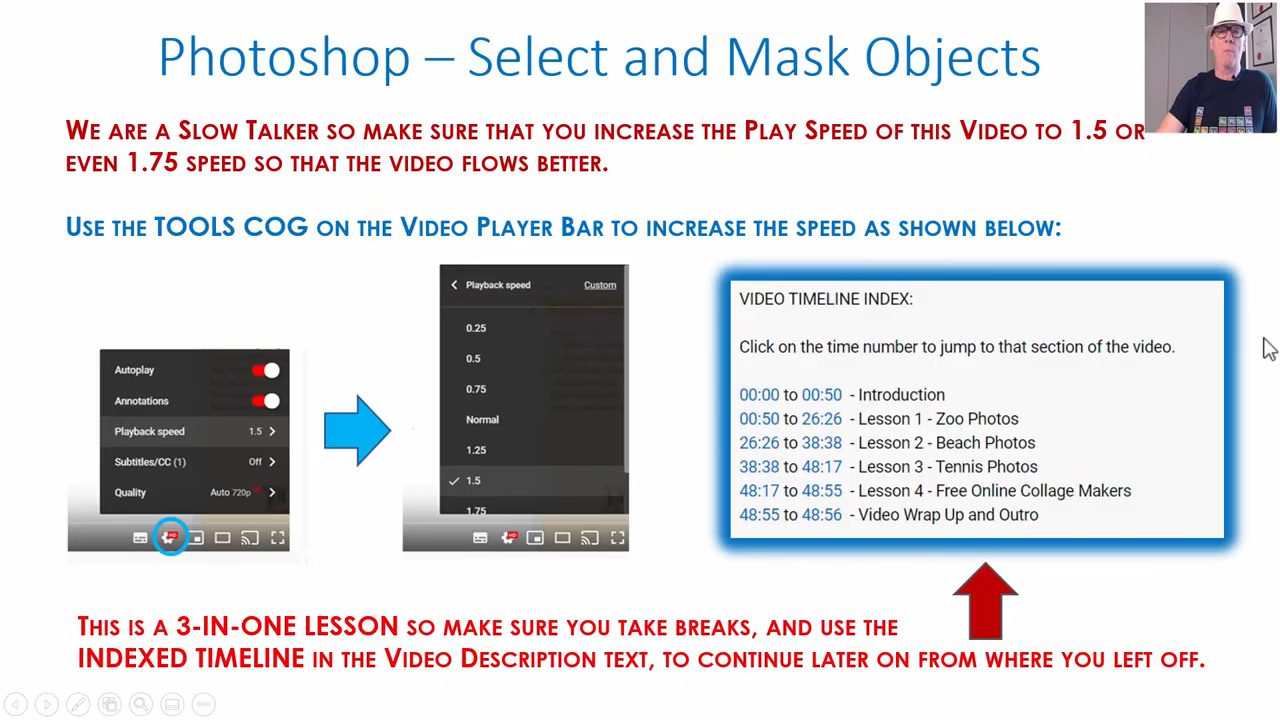 Photoshop – Select and Mask Objects
We are a Slow Talker so make sure that you increase the Play Speed of this Video to 1.5 or
even 1.75 speed so that the video flows better.
Use the TOOLS COG on the Video Player Bar to increase the speed as shown below:
Autoplay
Annotations
Playback speed 1.5
Subtitles/CC (1) Off
Quality Auto 720p
HD
Playback speed Custom
0.25
0.5
0.75
Normal
1.25
1.5
1.75
HD
VIDEO TIMELINE INDEX:
Click on the time number to jump to that section of the video.
00:00 to 00:50 - Introduction
00:50 to 26:26 - Lesson 1 - Zoo Photos
26:26 to 38:38 - Lesson 2 - Beach Photos
38:38 to 48:17 - Lesson 3 - Tennis Photos
48:17 to 48:55 - Lesson 4 - Free Online Collage Makers
48:55 to 48:56 - Video Wrap Up and Outro
This is a 3-IN-ONE LESSON so make sure you take breaks, and use the
INDEXED TIMELINE in the Video Description text, to continue later on from where you left off.